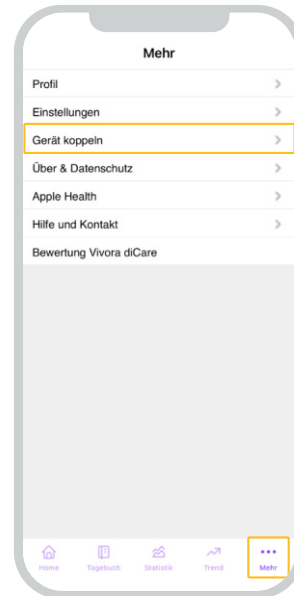 Mehr
Profil
Einstellungen
Gerät koppeln
Über & Datenschutz
Apple Health
Hilfe und Kontakt
Bewertung Vivora diCare
Home Tagebuch Statistik Trend Mehr